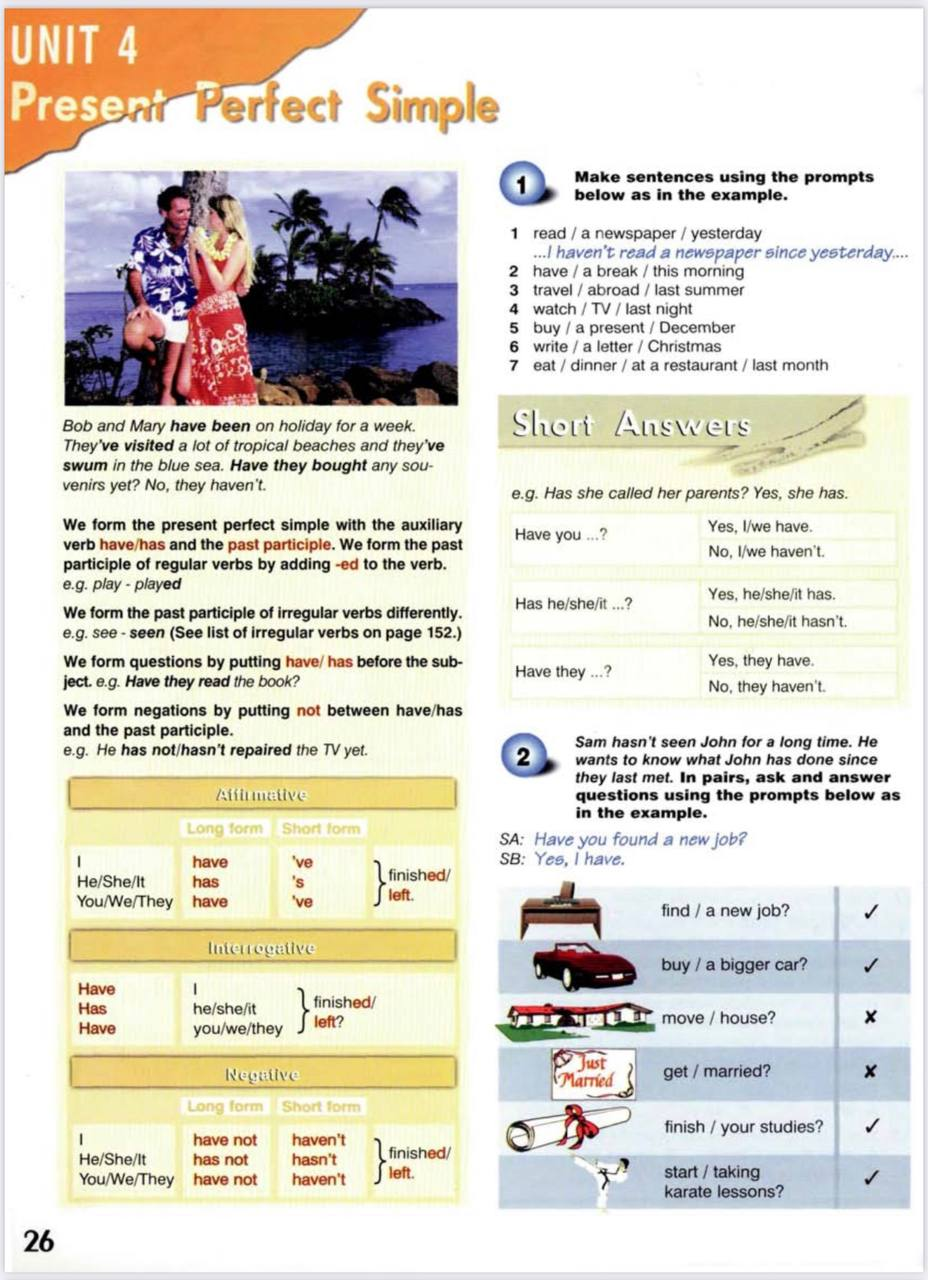 UNIT 4
Present Perfect Simple
Bob and Mary have been on holiday for a week.
They've visited a lot of tropical beaches and they've
swum in the blue sea. Have they bought any sou-
venirs yet? No, they haven't.
We form the present perfect simple with the auxiliary
verb have/has and the past participle. We form the past
participle of regular verbs by adding -ed to the verb.
e.g. play - played
We form the past participle of irregular verbs differently.
e.g. see - seen (See list of irregular verbs on page 152.)
We form questions by putting have/ has before the sub-
ject. e.g. Have they read the book?
We form negations by putting not between have/has
and the past participle.
e.g. He has not/hasn't repaired the TV yet.
Affirmative
Long form Short form
I have 've
He/She/It has 's
You/We/They have 've
finished/
left.
Interrogative
Have I
Has he/she/it
Have you/we/they
finished/
left?
Negative
Long form Short form
I have not haven't
He/She/It has not hasn't
You/We/They have not haven't
finished/
left.
1 Make sentences using the prompts
below as in the example.
1 read / a newspaper / yesterday
...I haven't read a newspaper since yesterday....
2 have / a break / this morning
3 travel / abroad / last summer
4 watch / TV / last night
5 buy / a present / December
6 write / a letter / Christmas
7 eat / dinner / at a restaurant / last month
Short Answers
e.g. Has she called her parents? Yes, she has.
Have you ...?
Yes, I/we have.
No, I/we haven't.
Has he/she/it ...?
Yes, he/she/it has.
No, he/she/it hasn't.
Have they ...?
Yes, they have.
No, they haven't.
2 Sam hasn't seen John for a long time. He
wants to know what John has done since
they last met. In pairs, ask and answer
questions using the prompts below as
in the example.
SA: Have you found a new job?
SB: Yes, I have.
find / a new job? ✓
buy / a bigger car? ✓
move / house? ✘
Just
Married
get / married? ✘
finish / your studies? ✓
start / taking
karate lessons? ✓
26